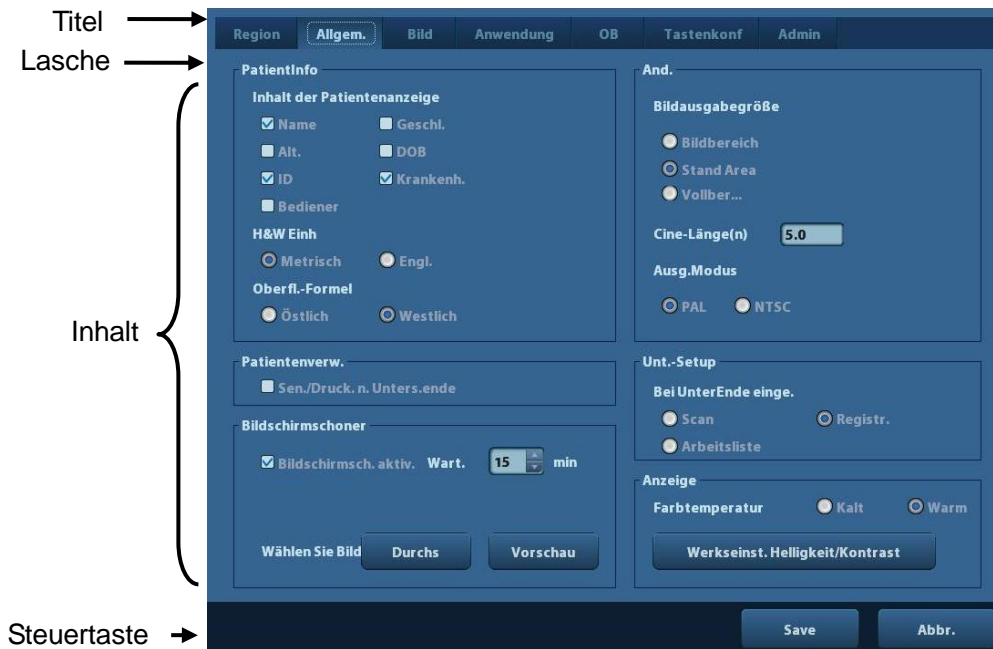 Titel
Lasche
Inhalt
Steuertaste
Region Allgem. Bild Anwendung OB Tastenkonf Admin
PatientInfo
Inhalt der Patientenanzeige
Name Geschl.
Alt. DOB
ID Krankenh.
Bediener
H&W Einh
Metrisch Engl.
Oberfl.-Formel
Östlich Westlich
Patientenverw.
Sen./Druck. n. Unters.ende
Bildschirmschoner
Bildschirmsch. aktiv. Wart. 15 min
Wählen Sie Bild Durchs Vorschau
And.
Bildausgabegröße
Bildbereich
Stand Area
Vollber...
Cine-Länge(n) 5.0
Ausg.Modus
PAL NTSC
Unt.-Setup
Bei UnterEnde einge.
Scan Registr.
Arbeitsliste
Anzeige
Farbtemperatur Kalt Warm
Werkseinst. Helligkeit/Kontrast
Save Abbr.